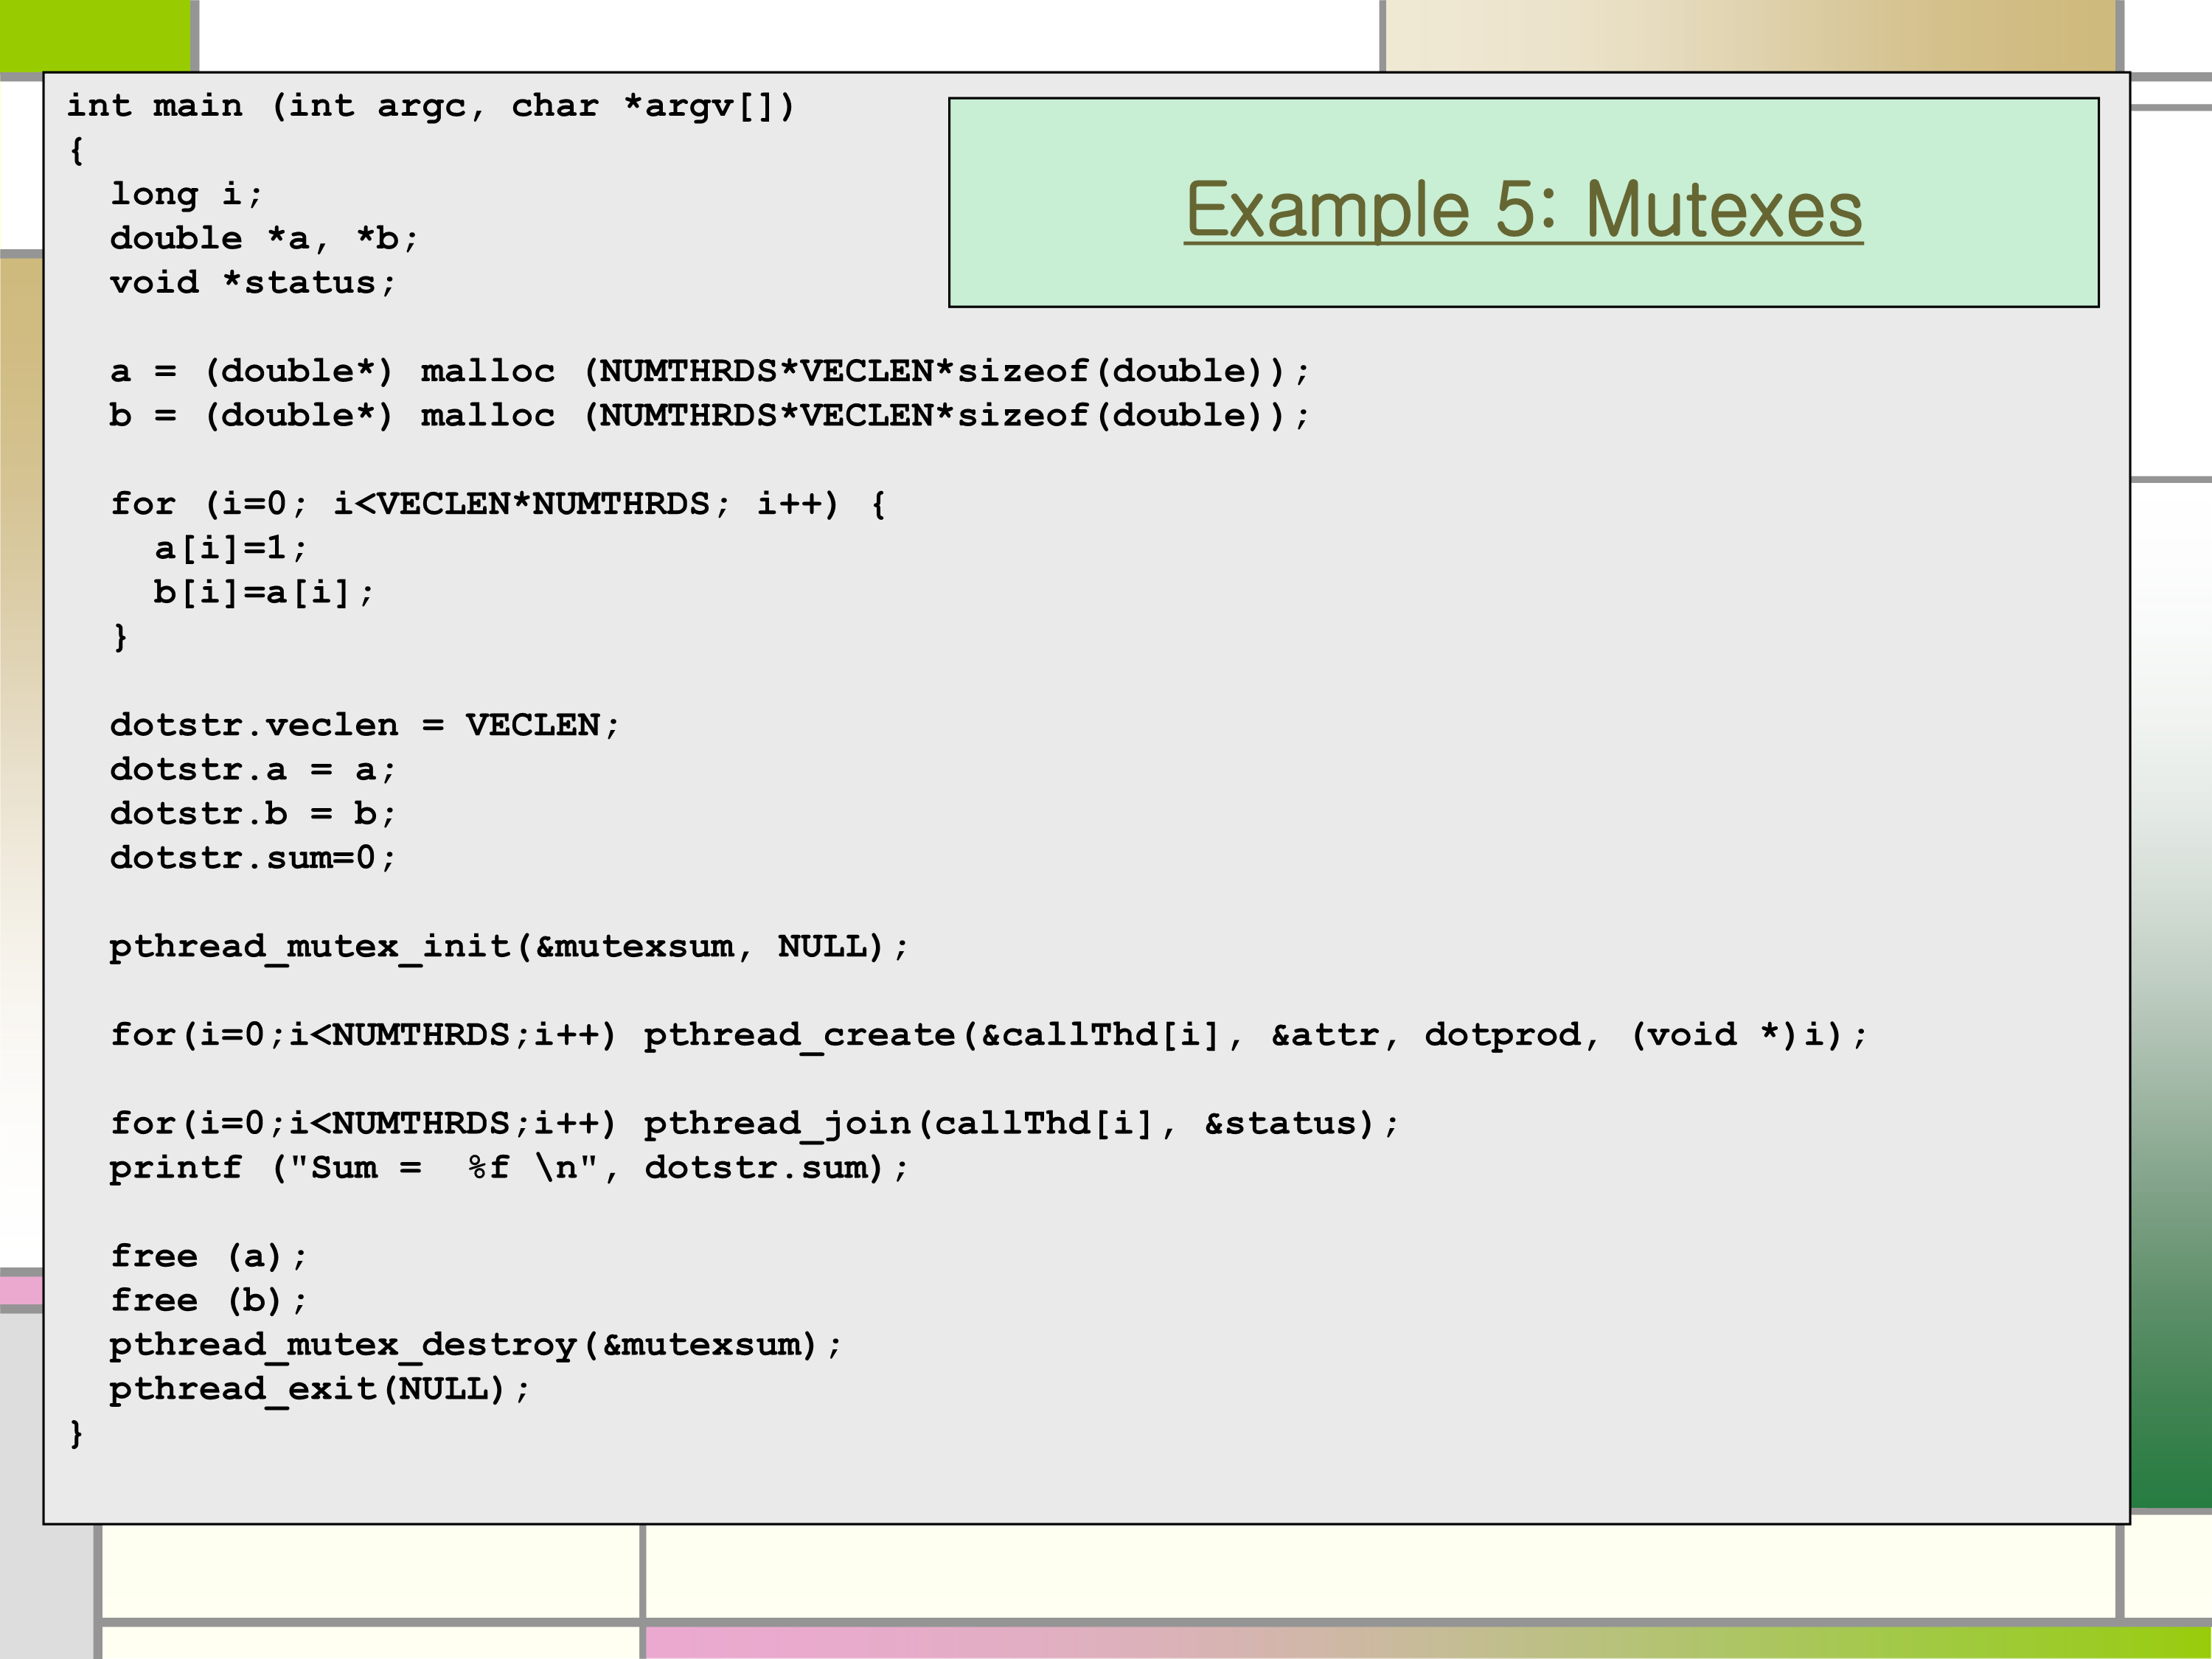 int main (int argc, char *argv[])
{
  long i;
  double *a, *b;
  void *status;
Example 5: Mutexes
  a = (double*) malloc (NUMTHRDS*VECLEN*sizeof(double));
  b = (double*) malloc (NUMTHRDS*VECLEN*sizeof(double));
  for (i=0; i<VECLEN*NUMTHRDS; i++) {
    a[i]=1;
    b[i]=a[i];
  }
  dotstr.veclen = VECLEN;
  dotstr.a = a;
  dotstr.b = b;
  dotstr.sum=0;
  pthread_mutex_init(&mutexsum, NULL);
  for(i=0;i<NUMTHRDS;i++) pthread_create(&callThd[i], &attr, dotprod, (void *)i);
  for(i=0;i<NUMTHRDS;i++) pthread_join(callThd[i], &status);
  printf ("Sum =  %f \n", dotstr.sum);
  free (a);
  free (b);
  pthread_mutex_destroy(&mutexsum);
  pthread_exit(NULL);
}